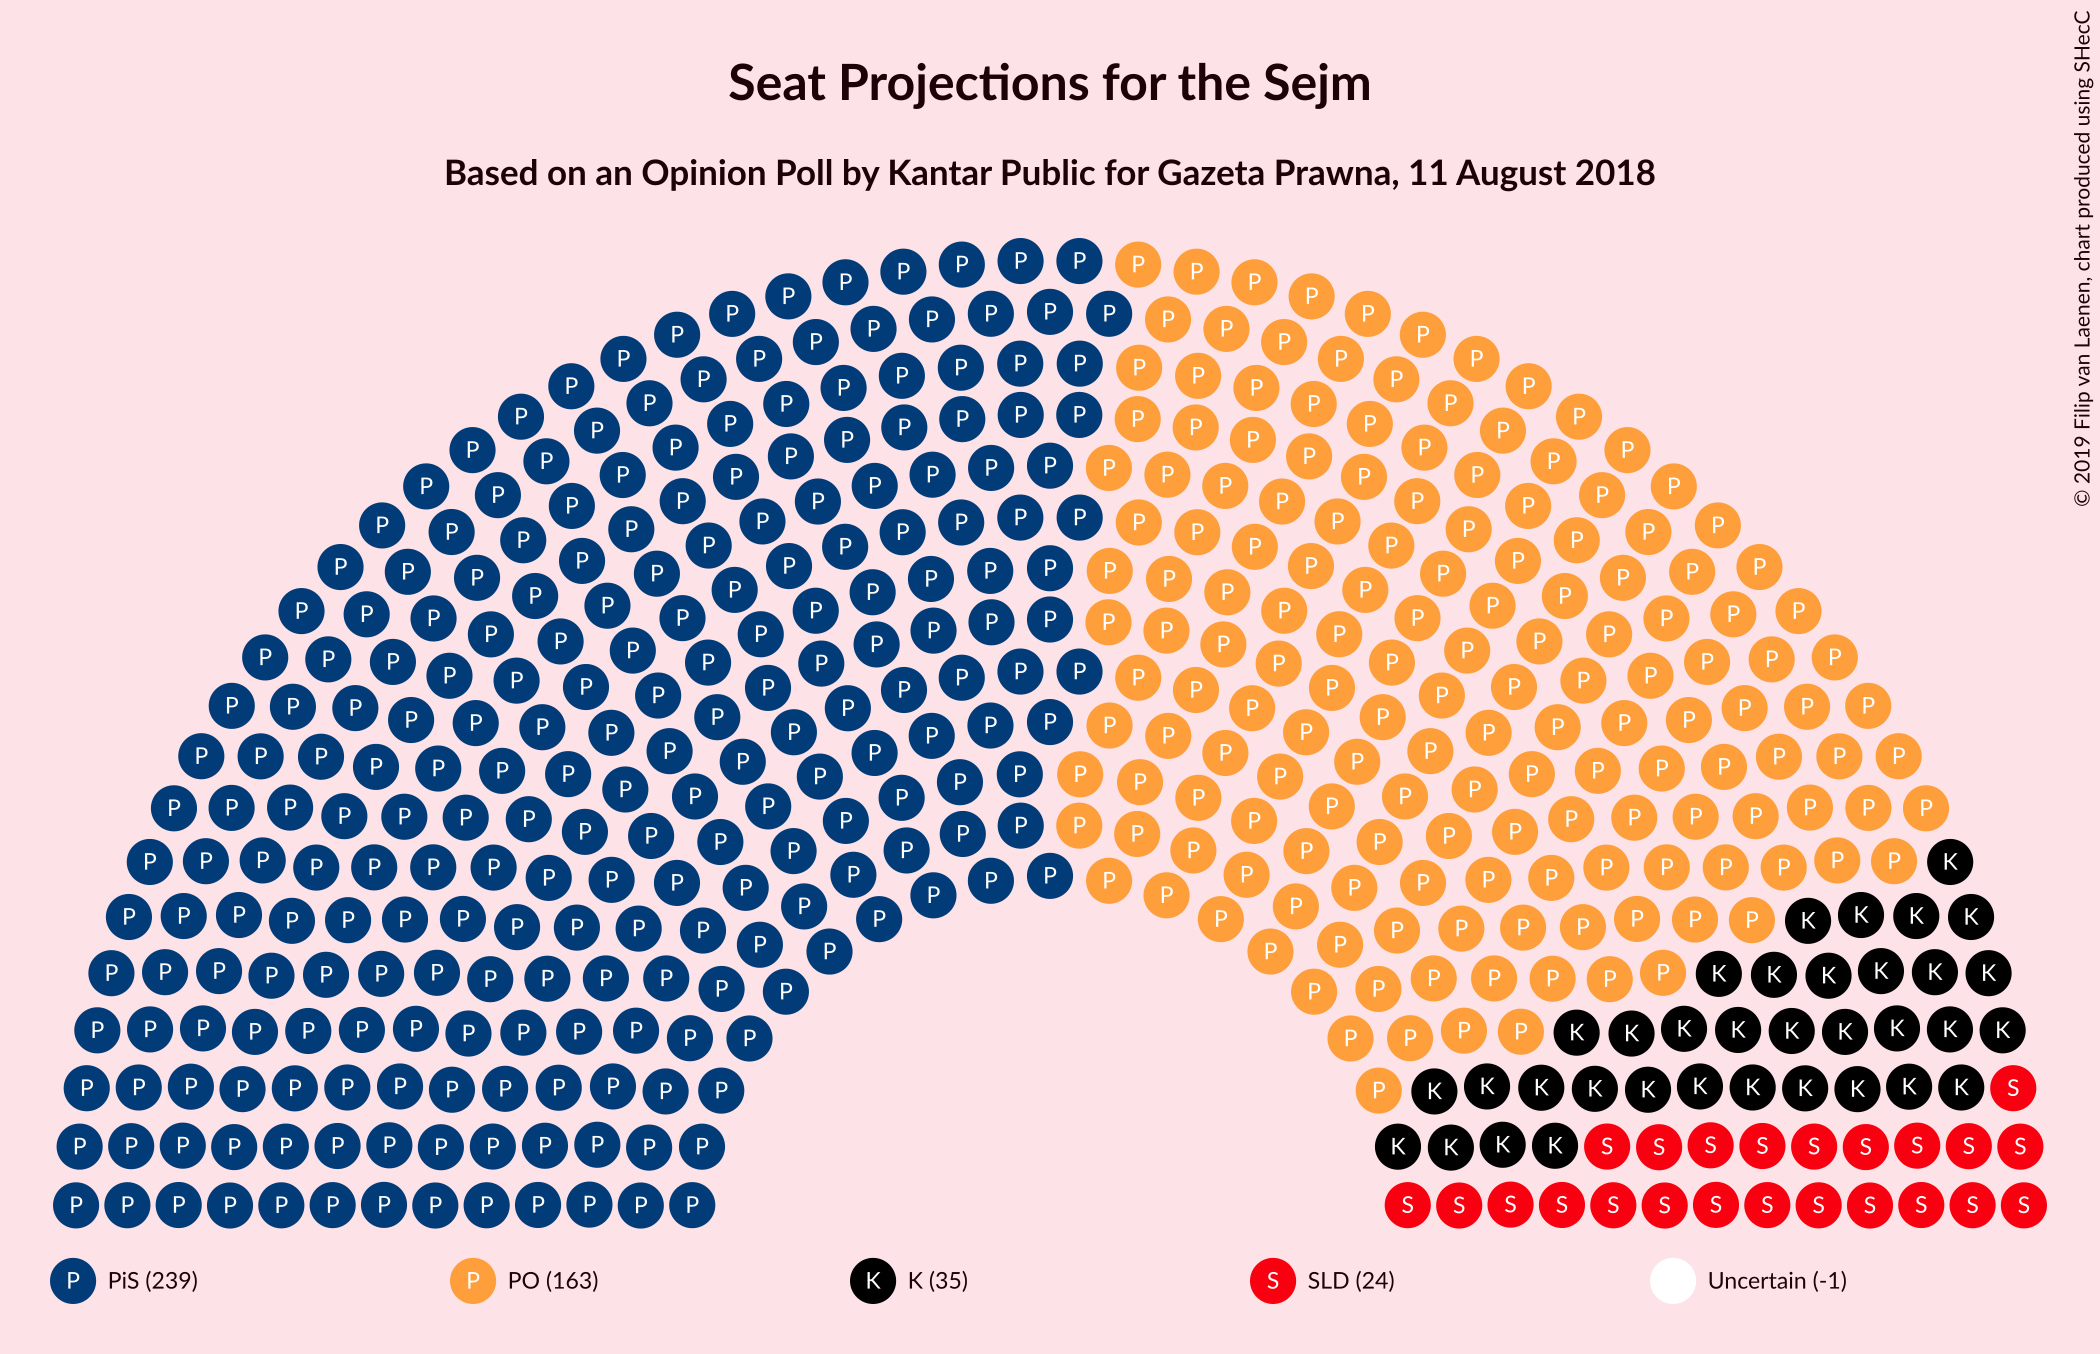 Seat Projections for the Sejm
Based on an Opinion Poll by Kantar Public for Gazeta Prawna, 11 August 2018
© 2019 Filip van Laenen, chart produced using SHecC
P PiS (239)
P PO (163)
K K (35)
S SLD (24)
Uncertain (-1)